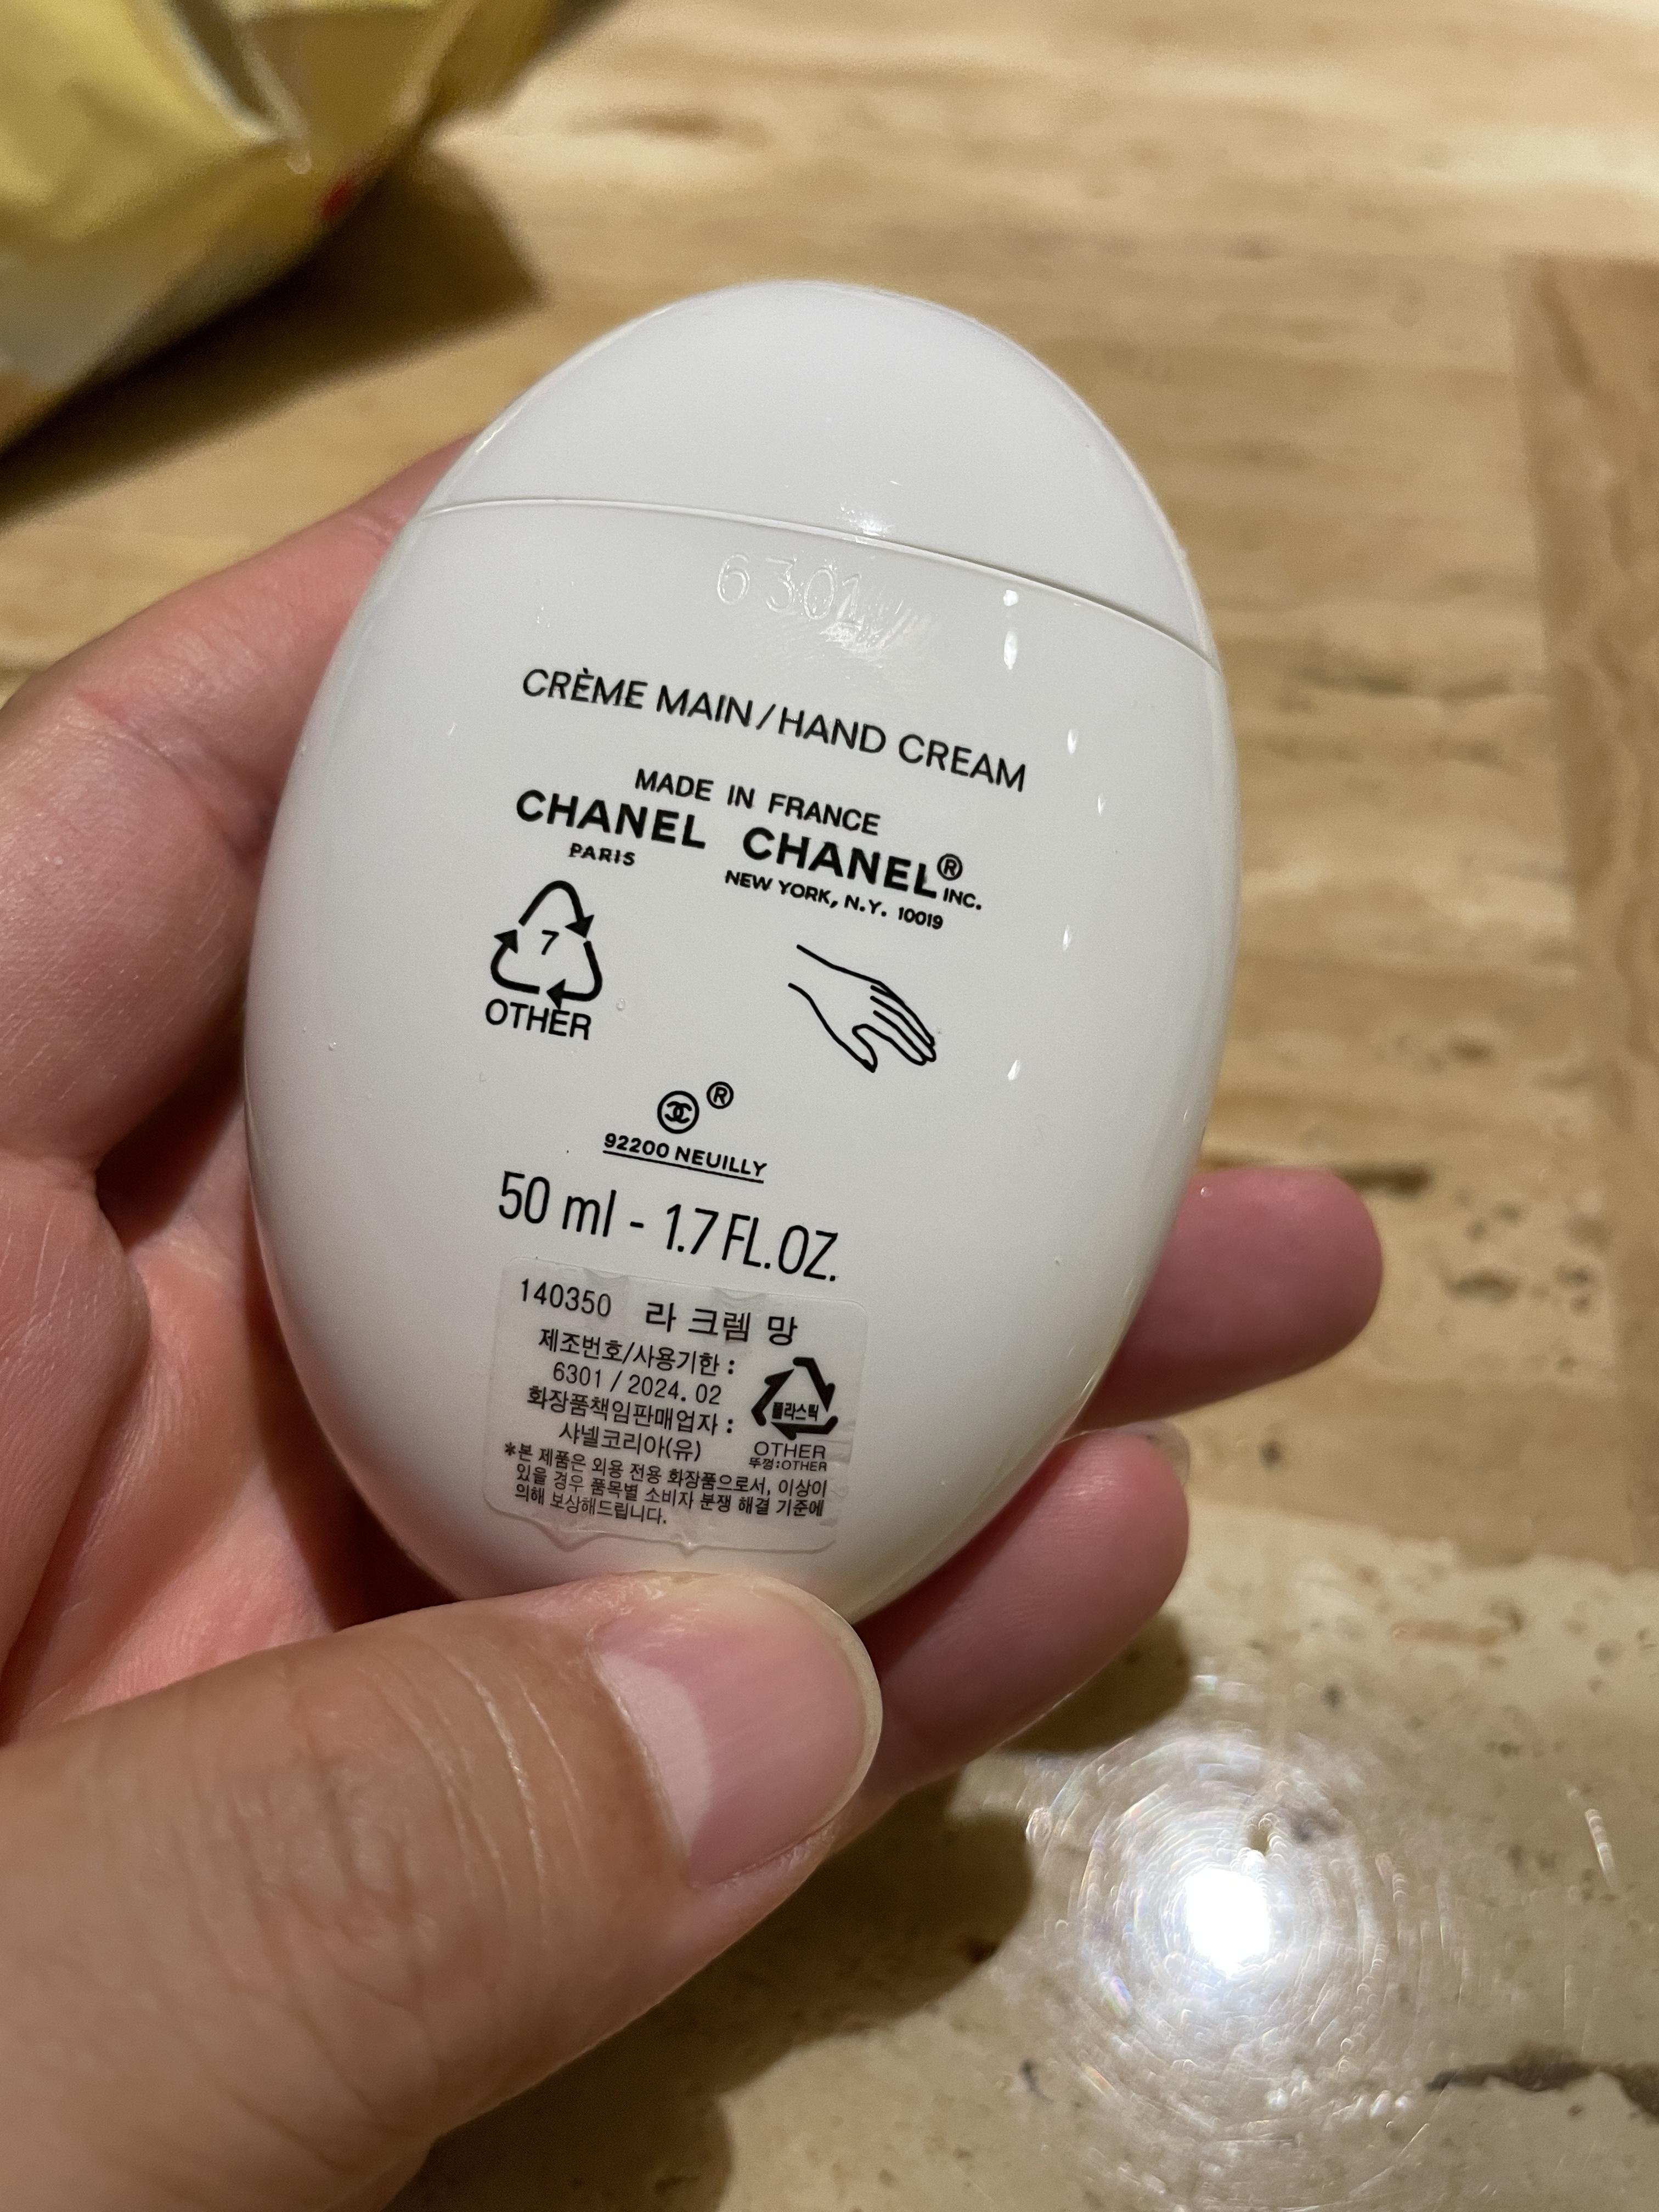 6301
CRÈME MAIN/HAND CREAM
MADE IN FRANCE
CHANEL CHANEL® INC.
PARIS NEW YORK, N.Y. 10019
7
OTHER
®
92200 NEUILLY
50 ml - 1.7 FL.OZ.
140350 라 크렘 망
제조번호/사용기한 :
6301 / 2024. 02
화장품책임판매업자 :
샤넬코리아(유)
플라스틱
OTHER
뚜껑:OTHER
*본 제품은 외용 전용 화장품으로서, 이상이
있을 경우 품목별 소비자 분쟁 해결 기준에
의해 보상해드립니다.